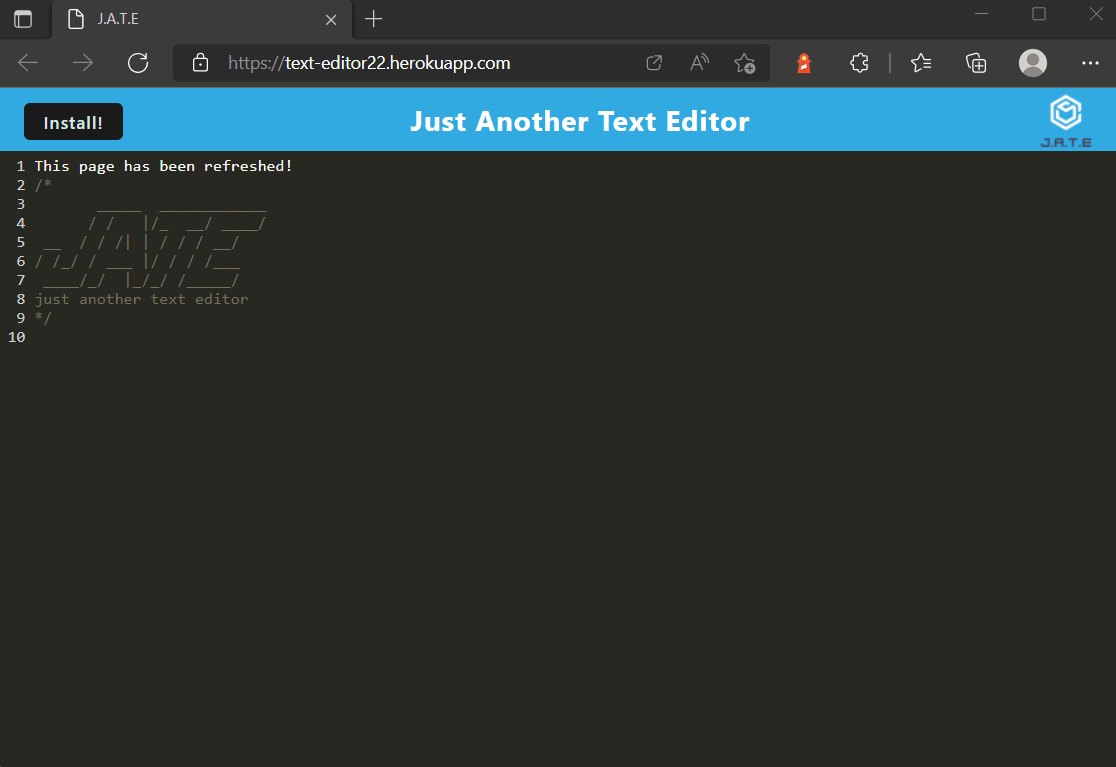 J.A.T.E
https://text-editor22.herokuapp.com
Install!
Just Another Text Editor
J.A.T.E
1 This page has been refreshed!
2 /*
3        _____  ____________
4       / /   |/_  __/ ____/
5  __  / / /| | / / / __/
6 / /_/ / ___ |/ / / /___
7  ____/_/  |_/_/ /_____/
8 just another text editor
9 */
10